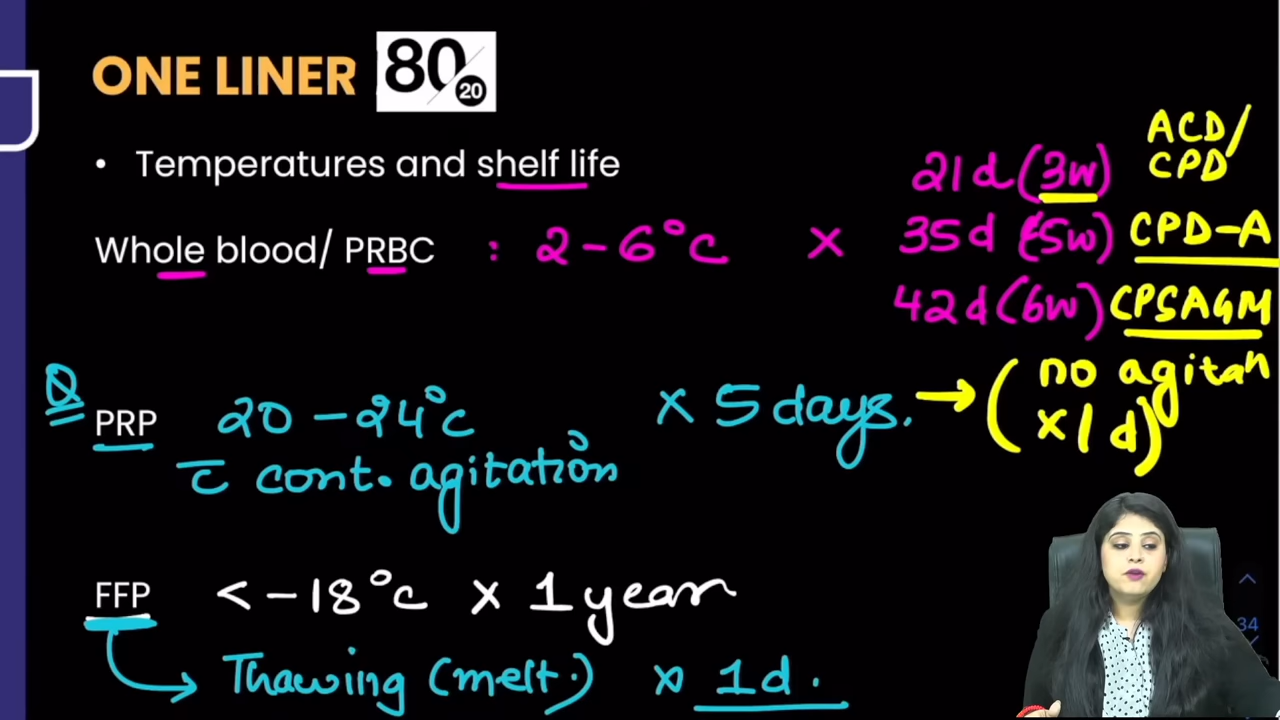 ONE LINER 80/20
• Temperatures and shelf life
ACD/
CPD
21d (3w)
Whole blood/ PRBC : 2-6°C x 35d (5w) CPD-A
42d (6w) CPSAGM
Q
PRP 20-24°C x 5 days. → (no agitan
x 1d)
c̄ cont. agitation
FFP < -18°C x 1 year
→ Thawing (melt.) x 1d.
34